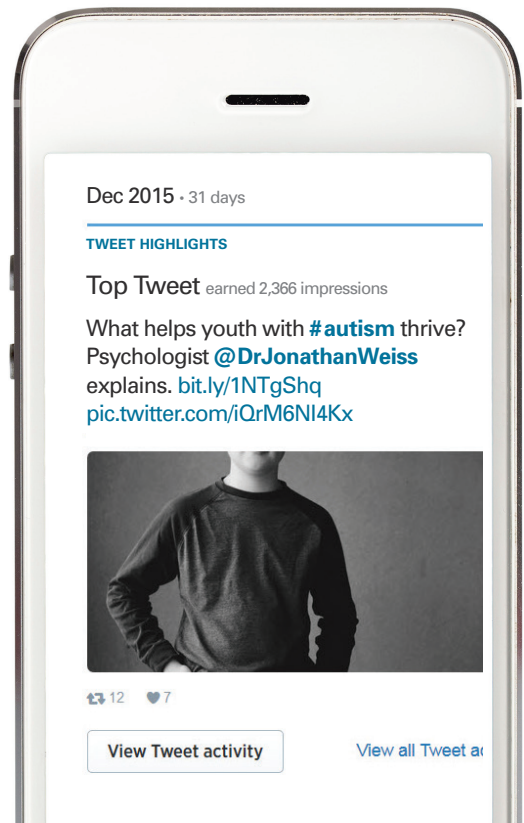 Dec 2015 • 31 days
TWEET HIGHLIGHTS
Top Tweet earned 2,366 impressions
What helps youth with #autism thrive?
Psychologist @DrJonathanWeiss
explains. bit.ly/1NTgShq
pic.twitter.com/iQrM6NI4Kx
12 7
View Tweet activity View all Tweet